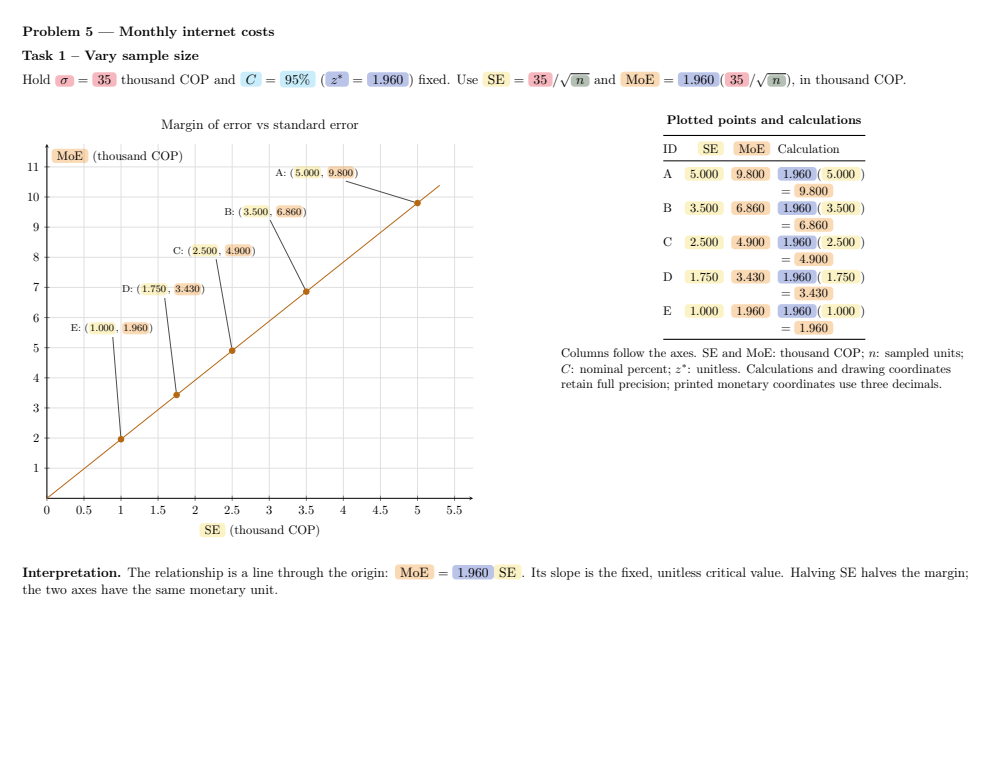 Problem 5 — Monthly internet costs
Task 1 – Vary sample size
Hold σ = 35 thousand COP and C = 95% (z* = 1.960) fixed. Use SE = 35/√n and MoE = 1.960(35/√n), in thousand COP.
Margin of error vs standard error
MoE (thousand COP)
11
10
9
8
7
6
5
4
3
2
1
A: (5.000, 9.800)
B: (3.500, 6.860)
C: (2.500, 4.900)
D: (1.750, 3.430)
E: (1.000, 1.960)
0 0.5 1 1.5 2 2.5 3 3.5 4 4.5 5 5.5
SE (thousand COP)
Plotted points and calculations
ID SE MoE Calculation
A 5.000 9.800 1.960(5.000)
= 9.800
B 3.500 6.860 1.960(3.500)
= 6.860
C 2.500 4.900 1.960(2.500)
= 4.900
D 1.750 3.430 1.960(1.750)
= 3.430
E 1.000 1.960 1.960(1.000)
= 1.960
Columns follow the axes. SE and MoE: thousand COP; n: sampled units;
C: nominal percent; z*: unitless. Calculations and drawing coordinates
retain full precision; printed monetary coordinates use three decimals.
Interpretation. The relationship is a line through the origin: MoE = 1.960 SE. Its slope is the fixed, unitless critical value. Halving SE halves the margin;
the two axes have the same monetary unit.